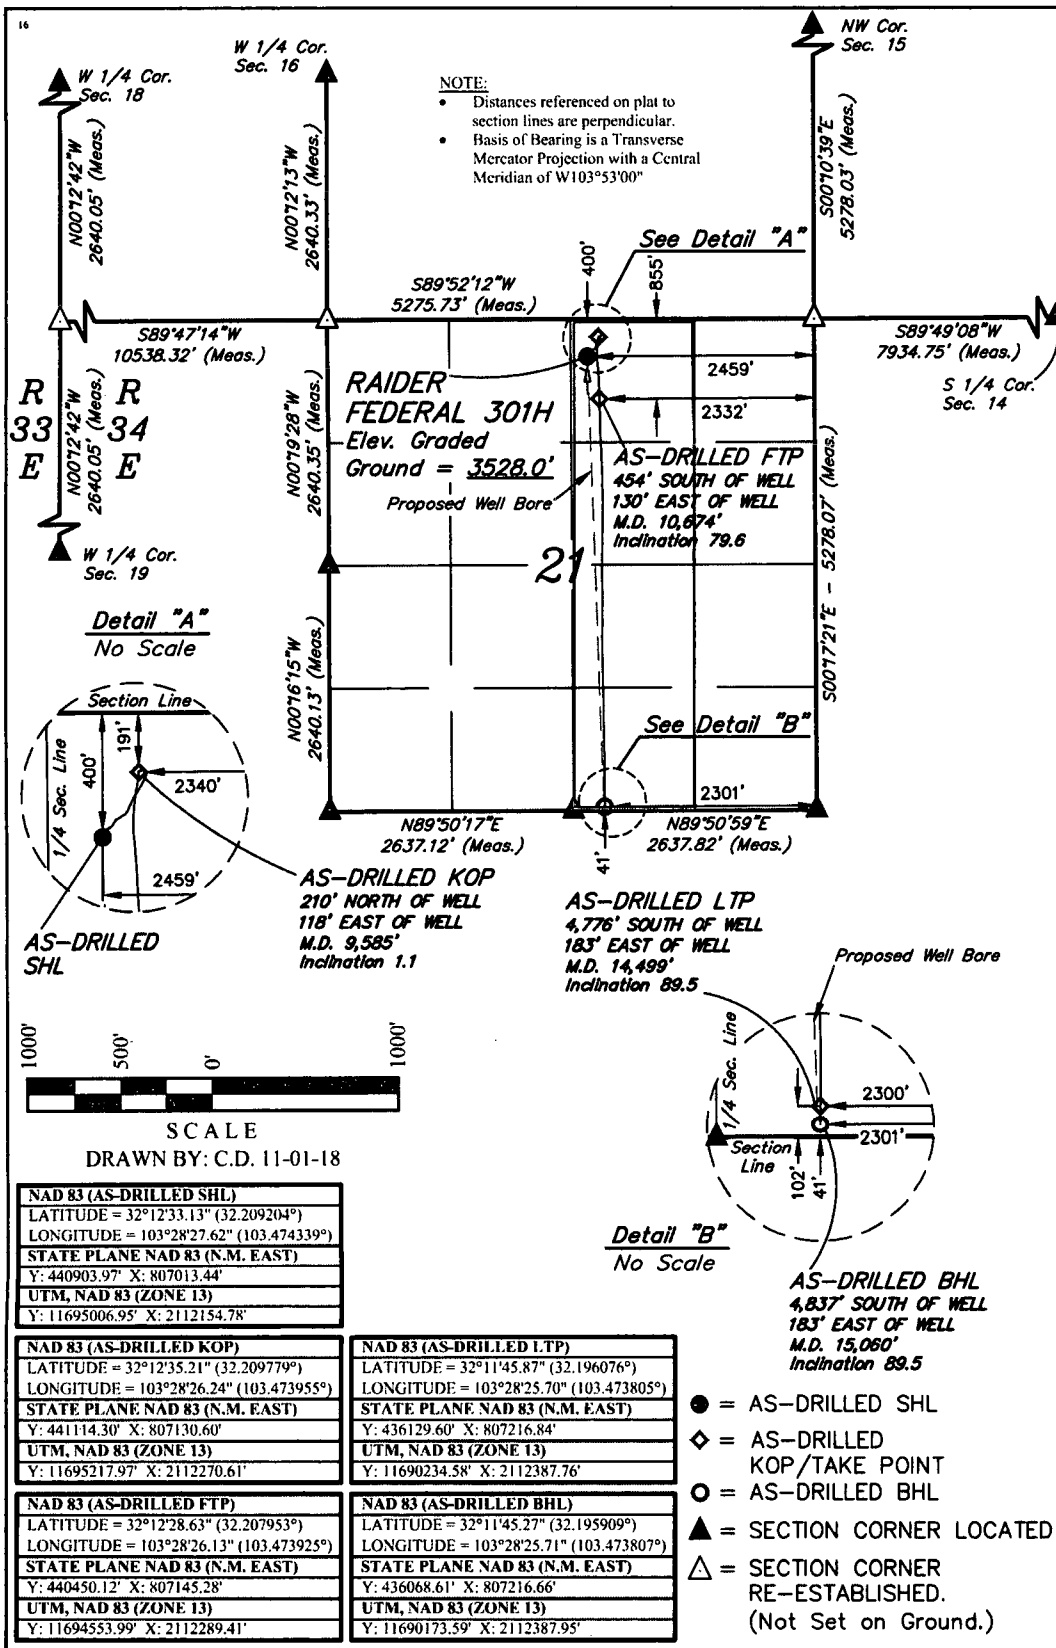 16
W 1/4 Cor.
Sec. 18
W 1/4 Cor.
Sec. 16
NW Cor.
Sec. 15
NOTE:
• Distances referenced on plat to
section lines are perpendicular.
• Basis of Bearing is a Transverse
Mercator Projection with a Central
Meridian of W103°53'00"
N00°12'42"W
2640.05' (Meas.)
N00°12'13"W
2640.33' (Meas.)
S00°10'39"E
5278.03' (Meas.)
See Detail "A"
400'
855'
S89°52'12"W
5275.73' (Meas.)
S89°47'14"W
10538.32' (Meas.)
S89°49'08"W
7934.75' (Meas.)
S 1/4 Cor.
Sec. 14
2459'
2332'
R
33
E
R
34
E
N00°12'42"W
2640.05' (Meas.)
N00°19'28"W
2640.35' (Meas.)
RAIDER
FEDERAL 301H
Elev. Graded
Ground = 3528.0'
Proposed Well Bore
AS-DRILLED FTP
454' SOUTH OF WELL
130' EAST OF WELL
M.D. 10,674'
Inclination 79.6
21
S00°17'21"E - 5278.07' (Meas.)
W 1/4 Cor.
Sec. 19
Detail "A"
No Scale
N00°16'15"W
2640.13' (Meas.)
Section Line
191'
400'
1/4 Sec. Line
2340'
2459'
See Detail "B"
2301'
N89°50'17"E
2637.12' (Meas.)
N89°50'59"E
2637.82' (Meas.)
41'
AS-DRILLED
SHL
AS-DRILLED KOP
210' NORTH OF WELL
118' EAST OF WELL
M.D. 9,585'
Inclination 1.1
AS-DRILLED LTP
4,776' SOUTH OF WELL
183' EAST OF WELL
M.D. 14,499'
Inclination 89.5
Proposed Well Bore
1/4 Sec. Line
2300'
2301'
Section
Line
102'
41'
Detail "B"
No Scale
AS-DRILLED BHL
4,837' SOUTH OF WELL
183' EAST OF WELL
M.D. 15,060'
Inclination 89.5
1000'
500'
0'
1000'
SCALE
DRAWN BY: C.D. 11-01-18
NAD 83 (AS-DRILLED SHL)
LATITUDE = 32°12'33.13" (32.209204°)
LONGITUDE = 103°28'27.62" (103.474339°)
STATE PLANE NAD 83 (N.M. EAST)
Y: 440903.97' X: 807013.44'
UTM, NAD 83 (ZONE 13)
Y: 11695006.95' X: 2112154.78'
NAD 83 (AS-DRILLED KOP)
LATITUDE = 32°12'35.21" (32.209779°)
LONGITUDE = 103°28'26.24" (103.473955°)
STATE PLANE NAD 83 (N.M. EAST)
Y: 441114.30' X: 807130.60'
UTM, NAD 83 (ZONE 13)
Y: 11695217.97' X: 2112270.61'
NAD 83 (AS-DRILLED LTP)
LATITUDE = 32°11'45.87" (32.196076°)
LONGITUDE = 103°28'25.70" (103.473805°)
STATE PLANE NAD 83 (N.M. EAST)
Y: 436129.60' X: 807216.84'
UTM, NAD 83 (ZONE 13)
Y: 11690234.58' X: 2112387.76'
NAD 83 (AS-DRILLED FTP)
LATITUDE = 32°12'28.63" (32.207953°)
LONGITUDE = 103°28'26.13" (103.473925°)
STATE PLANE NAD 83 (N.M. EAST)
Y: 440450.12' X: 807145.28'
UTM, NAD 83 (ZONE 13)
Y: 11694553.99' X: 2112289.41'
NAD 83 (AS-DRILLED BHL)
LATITUDE = 32°11'45.27" (32.195909°)
LONGITUDE = 103°28'25.71" (103.473807°)
STATE PLANE NAD 83 (N.M. EAST)
Y: 436068.61' X: 807216.66'
UTM, NAD 83 (ZONE 13)
Y: 11690173.59' X: 2112387.95'
= AS-DRILLED SHL
= AS-DRILLED
KOP/TAKE POINT
= AS-DRILLED BHL
= SECTION CORNER LOCATED
= SECTION CORNER
RE-ESTABLISHED.
(Not Set on Ground.)